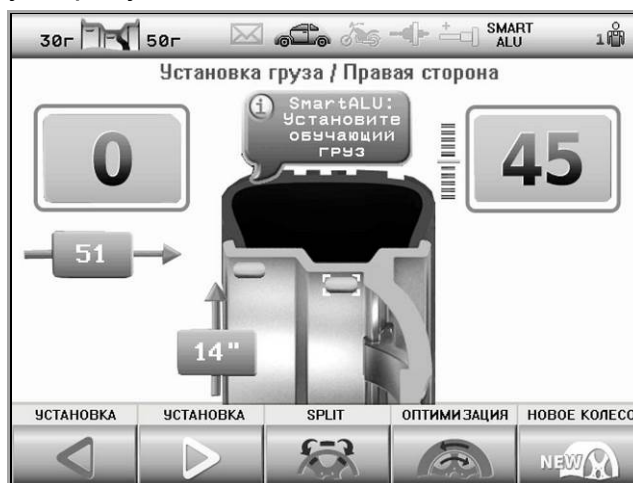 30г 50г SMART ALU 1
Установка груза / Правая сторона
SmartALU:
Установите
обучающий
груз
0
45
51
14"
УСТАНОВКА УСТАНОВКА SPLIT ОПТИМИЗАЦИЯ НОВОЕ КОЛЕСО
NEW